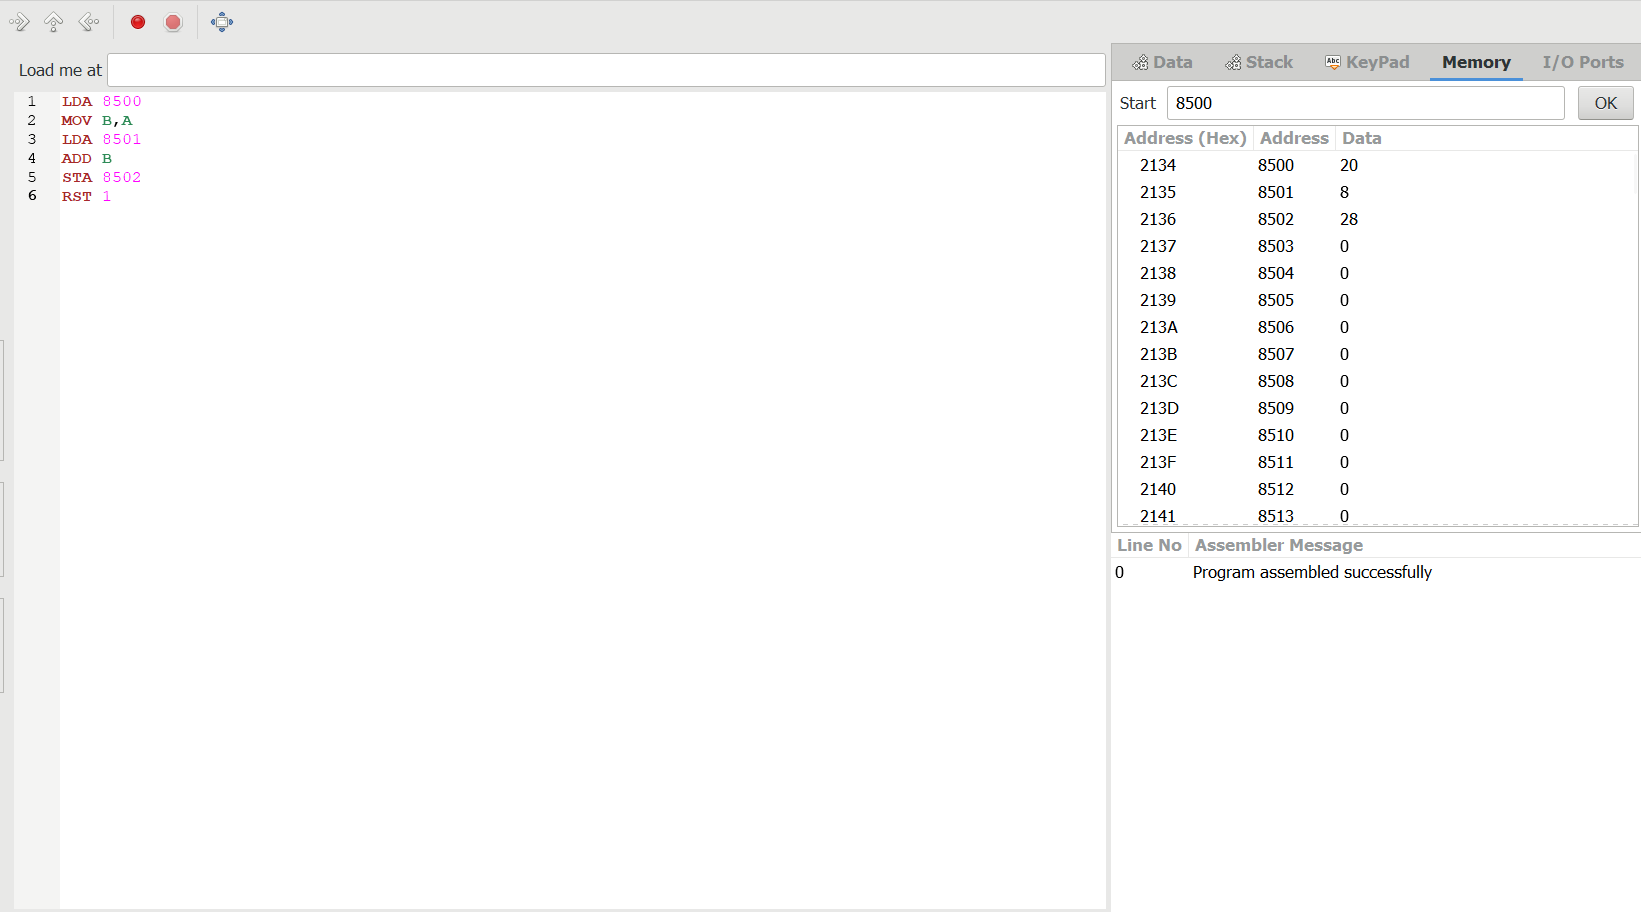 Load me at
1 LDA 8500
2 MOV B,A
3 LDA 8501
4 ADD B
5 STA 8502
6 RST 1
Data Stack Abc KeyPad Memory I/O Ports
Start 8500 OK
Address (Hex) Address Data
2134 8500 20
2135 8501 8
2136 8502 28
2137 8503 0
2138 8504 0
2139 8505 0
213A 8506 0
213B 8507 0
213C 8508 0
213D 8509 0
213E 8510 0
213F 8511 0
2140 8512 0
2141 8513 0
Line No Assembler Message
0 Program assembled successfully